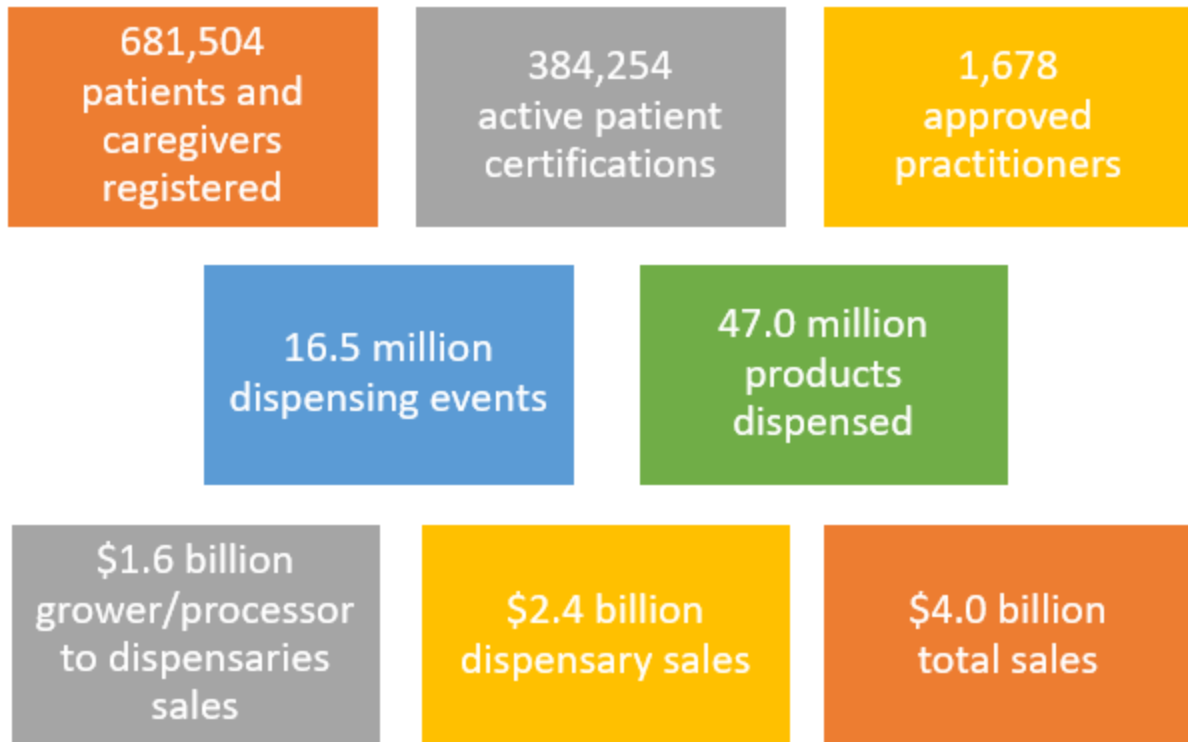 681,504
patients and
caregivers
registered
384,254
active patient
certifications
1,678
approved
practitioners
16.5 million
dispensing events
47.0 million
products
dispensed
$1.6 billion
grower/processor
to dispensaries
sales
$2.4 billion
dispensary sales
$4.0 billion
total sales